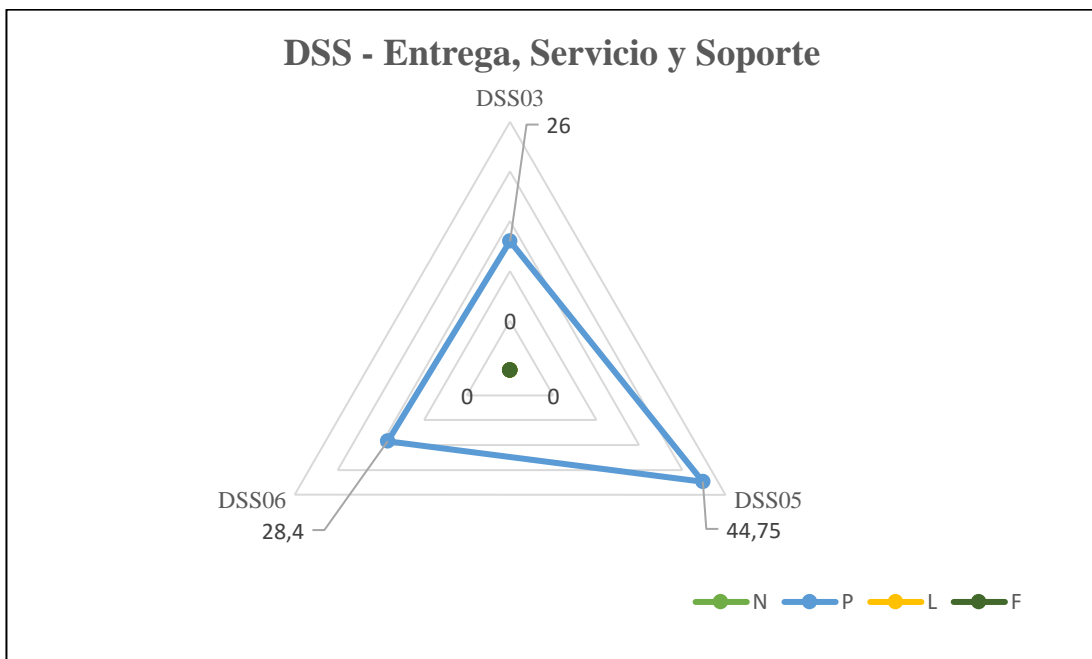 DSS - Entrega, Servicio y Soporte
DSS03
26
0
0 0
DSS06
DSS05
28,4
44,75
N P L F